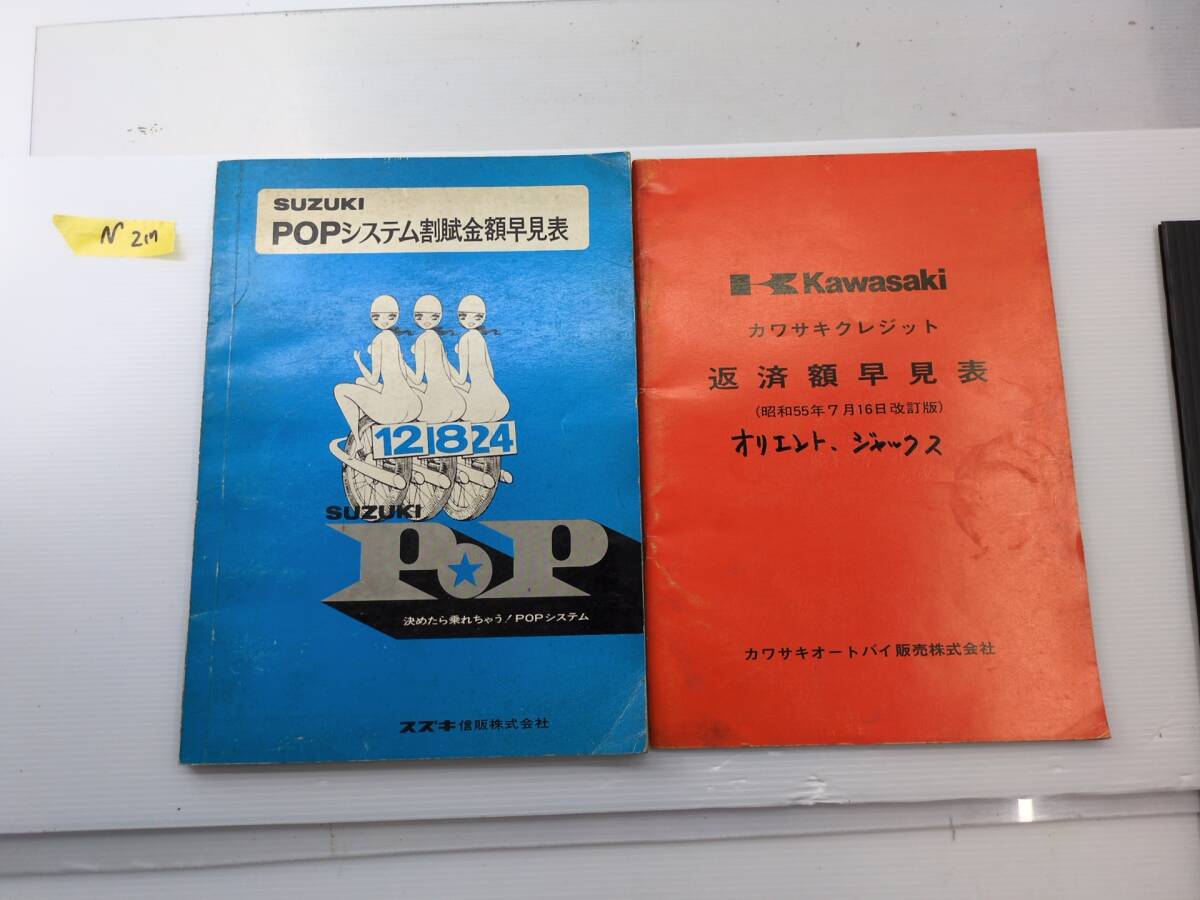 SUZUKI
POPシステム割賦金額早見表
12 18 24
SUZUKI
POP
決めたら乗れちゃう!POPシステム
スズキ信販株式会社
Kawasaki
カワサキクレジット
返済額早見表
(昭和55年7月16日改訂版)
オリエント、ジャックス
カワサキオートバイ販売株式会社